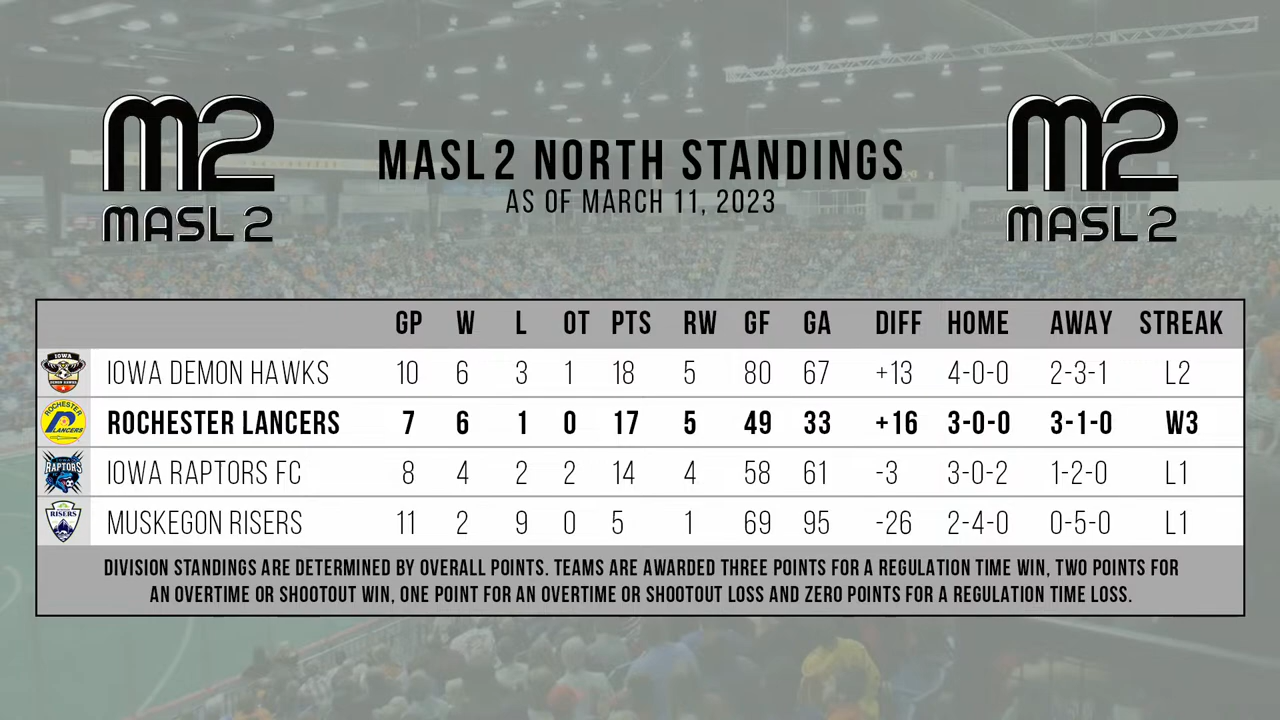 M2
MASL 2
MASL 2 NORTH STANDINGS
AS OF MARCH 11, 2023
M2
MASL 2
GP W L OT PTS RW GF GA DIFF HOME AWAY STREAK
IOWA DEMON HAWKS 10 6 3 1 18 5 80 67 +13 4-0-0 2-3-1 L2
ROCHESTER LANCERS 7 6 1 0 17 5 49 33 +16 3-0-0 3-1-0 W3
IOWA RAPTORS FC 8 4 2 2 14 4 58 61 -3 3-0-2 1-2-0 L1
MUSKEGON RISERS 11 2 9 0 5 1 69 95 -26 2-4-0 0-5-0 L1
IOWA
DEMON HAWKS
ROCHESTER
LANCERS
RAPTORS
RISERS
DIVISION STANDINGS ARE DETERMINED BY OVERALL POINTS. TEAMS ARE AWARDED THREE POINTS FOR A REGULATION TIME WIN, TWO POINTS FOR
AN OVERTIME OR SHOOTOUT WIN, ONE POINT FOR AN OVERTIME OR SHOOTOUT LOSS AND ZERO POINTS FOR A REGULATION TIME LOSS.